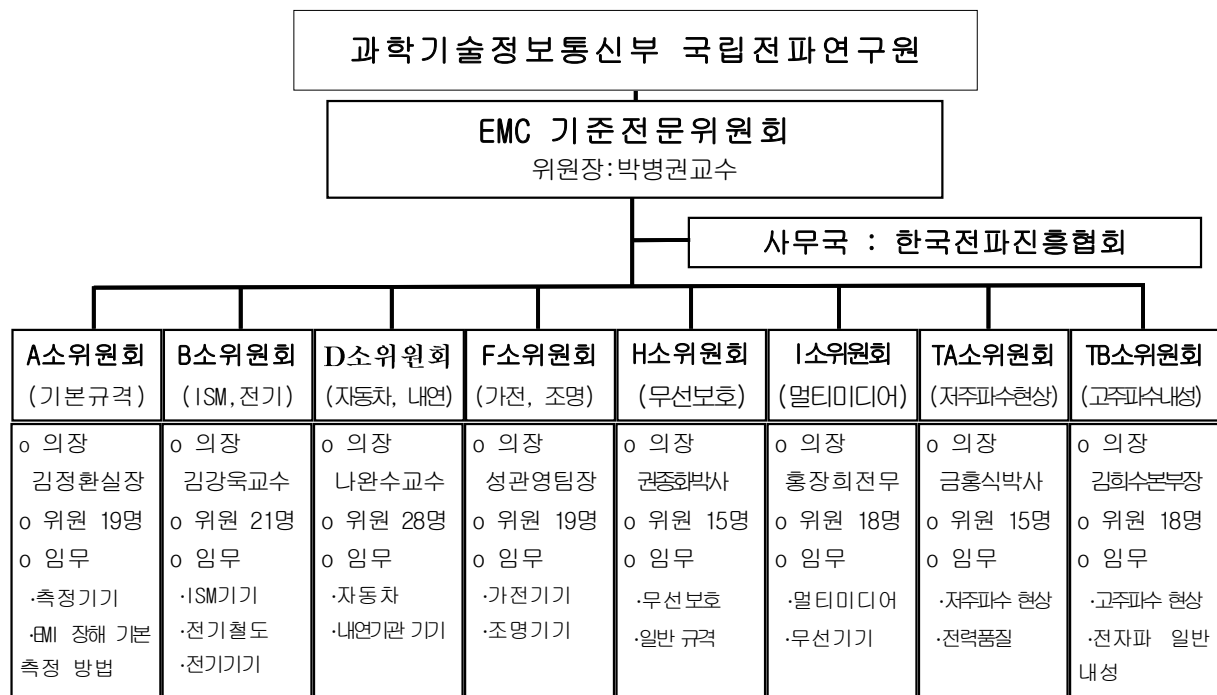 과학기술정보통신부 국립전파연구원
EMC 기준전문위원회
위원장:박병권교수
사무국 : 한국전파진흥협회
A소위원회
(기본규격)
o 의장
김정환실장
o 위원 19명
o 임무
·측정기기
·EMI 장해 기본
측정 방법
B소위원회
(ISM,전기)
o 의장
김강욱교수
o 위원 21명
o 임무
·ISM기기
·전기철도
·전기기기
D소위원회
(자동차, 내연)
o 의장
나완수교수
o 위원 28명
o 임무
·자동차
·내연기관 기기
F소위원회
(가전, 조명)
o 의장
성관영팀장
o 위원 19명
o 임무
·가전기기
·조명기기
H소위원회
(무선보호)
o 의장
권종화박사
o 위원 15명
o 임무
·무선보호
·일반 규격
I소위원회
(멀티미디어)
o 의장
홍장희전무
o 위원 18명
o 임무
·멀티미디어
·무선기기
TA소위원회
(저주파수현상)
o 의장
금홍식박사
o 위원 15명
o 임무
·저주파수 현상
·전력품질
TB소위원회
(고주파수내성)
o 의장
김희수본부장
o 위원 18명
o 임무
·고주파수 현상
·전자파 일반
내성